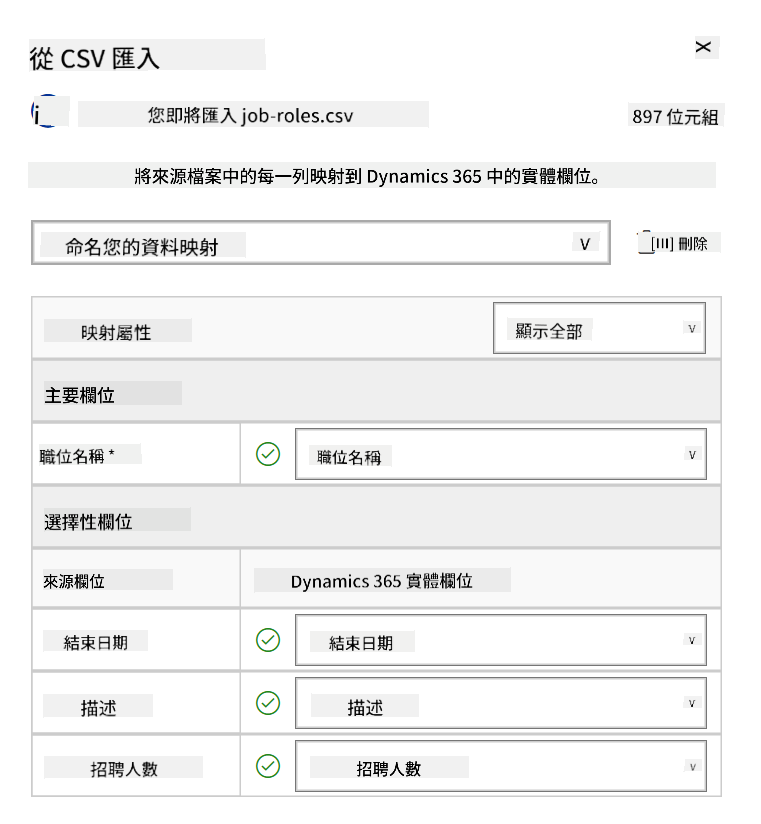 從 CSV 匯入
i 您即將匯入 job-roles.csv 897 位元組
將來源檔案中的每一列映射到 Dynamics 365 中的實體欄位。
命名您的資料映射 V [III] 刪除
映射屬性 顯示全部 V
主要欄位
職位名稱 * 職位名稱 V
選擇性欄位
來源欄位 Dynamics 365 實體欄位
結束日期 結束日期 V
描述 描述 V
招聘人數 招聘人數 V